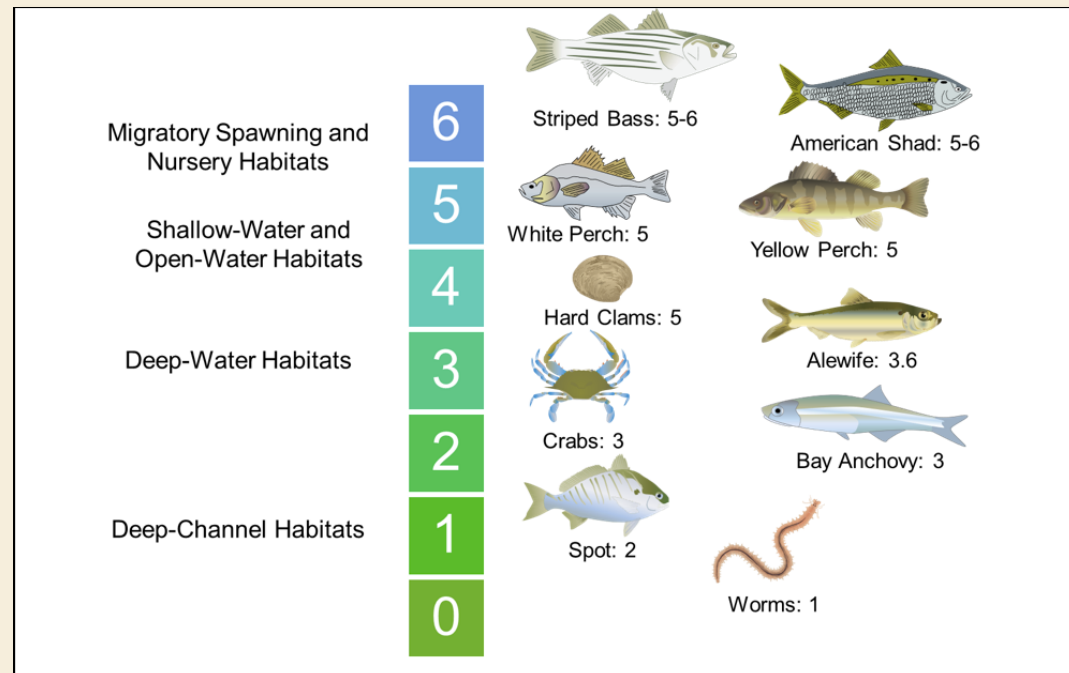 Migratory Spawning and
Nursery Habitats
Shallow-Water and
Open-Water Habitats
Deep-Water Habitats
Deep-Channel Habitats
6
5
4
3
2
1
0
Striped Bass: 5-6
American Shad: 5-6
White Perch: 5
Yellow Perch: 5
Hard Clams: 5
Alewife: 3.6
Crabs: 3
Bay Anchovy: 3
Spot: 2
Worms: 1